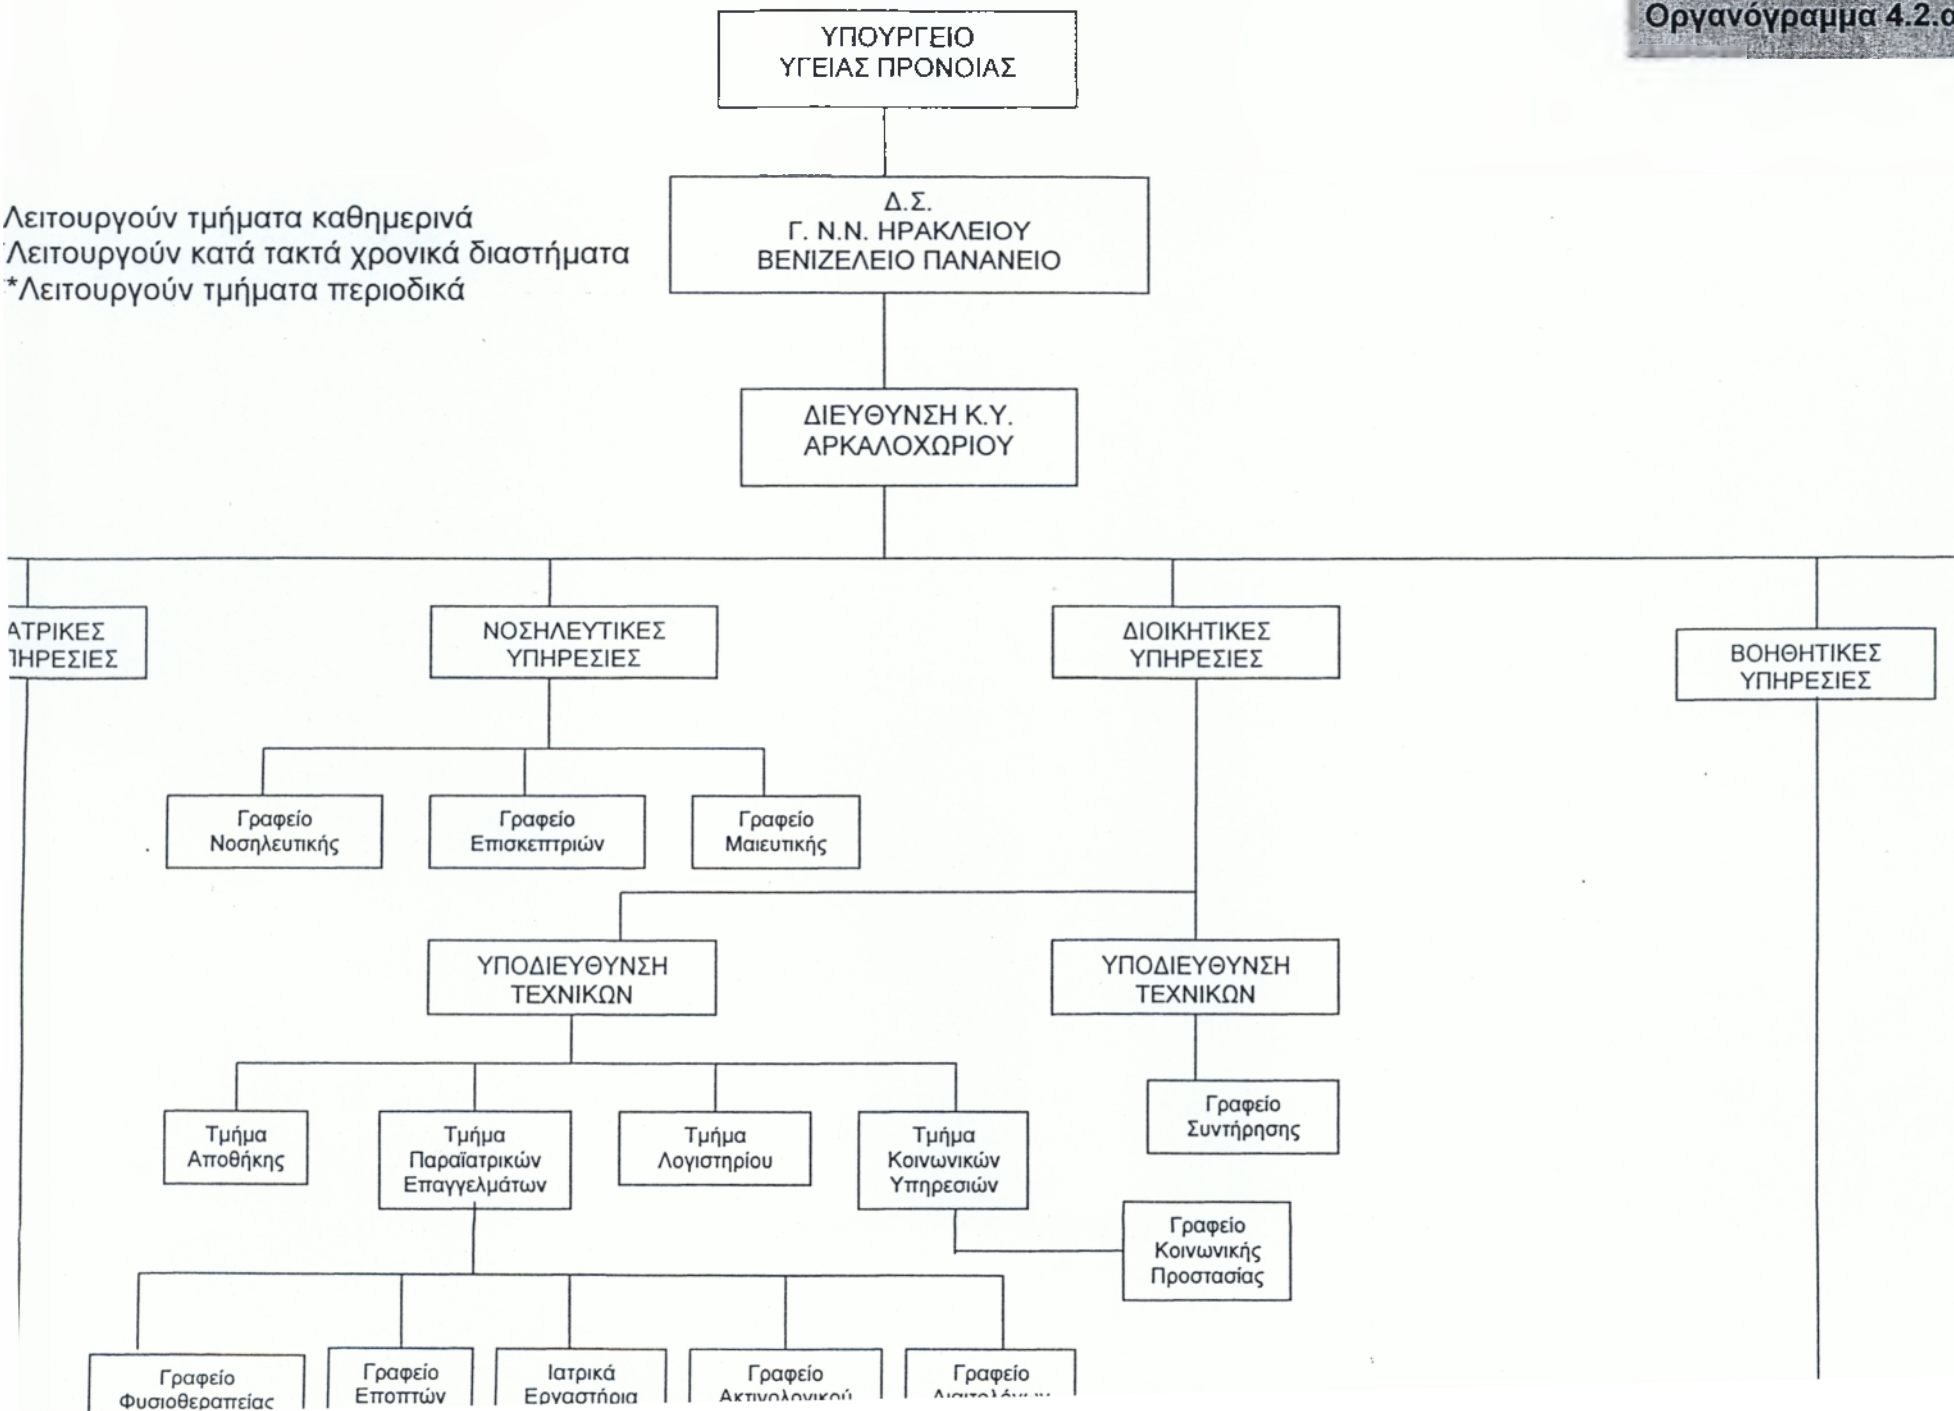 Οργανόγραμμα 4.2.α
ΥΠΟΥΡΓΕΙΟ
ΥΓΕΙΑΣ ΠΡΟΝΟΙΑΣ
Δ.Σ.
Γ. Ν.Ν. ΗΡΑΚΛΕΙΟΥ
ΒΕΝΙΖΕΛΕΙΟ ΠΑΝΑΝΕΙΟ
Λειτουργούν τμήματα καθημερινά
Λειτουργούν κατά τακτά χρονικά διαστήματα
*Λειτουργούν τμήματα περιοδικά
ΔΙΕΥΘΥΝΣΗ Κ.Υ.
ΑΡΚΑΛΟΧΩΡΙΟΥ
ΑΤΡΙΚΕΣ
ΠΗΡΕΣΙΕΣ
ΝΟΣΗΛΕΥΤΙΚΕΣ
ΥΠΗΡΕΣΙΕΣ
ΔΙΟΙΚΗΤΙΚΕΣ
ΥΠΗΡΕΣΙΕΣ
ΒΟΗΘΗΤΙΚΕΣ
ΥΠΗΡΕΣΙΕΣ
Γραφείο
Νοσηλευτικής
Γραφείο
Επισκεπτριών
Γραφείο
Μαιευτικής
ΥΠΟΔΙΕΥΘΥΝΣΗ
ΤΕΧΝΙΚΩΝ
ΥΠΟΔΙΕΥΘΥΝΣΗ
ΤΕΧΝΙΚΩΝ
Γραφείο
Συντήρησης
Τμήμα
Αποθήκης
Τμήμα
Παραϊατρικών
Επαγγελμάτων
Τμήμα
Λογιστηρίου
Τμήμα
Κοινωνικών
Υπηρεσιών
Γραφείο
Κοινωνικής
Προστασίας
Γραφείο
Φυσιοθεραπείας
Γραφείο
Εποπτών
Ιατρικά
Εργαστήρια
Γραφείο
Ακτινολογικού
Γραφείο